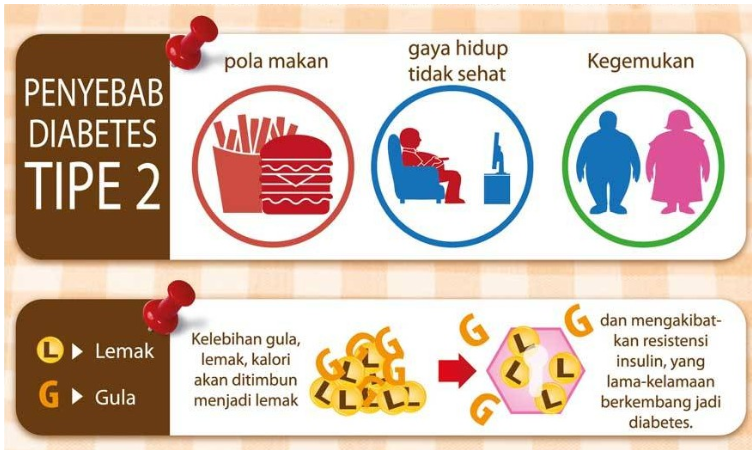 PENYEBAB
DIABETES
TIPE 2
pola makan
gaya hidup
tidak sehat
Kegemukan
L Lemak
G Gula
Kelebihan gula,
lemak, kalori
akan ditimbun
menjadi lemak
G G G G G
L L L L L L
G G G
L L L L
dan mengakibat-
kan resistensi
insulin, yang
lama-kelamaan
berkembang jadi
diabetes.